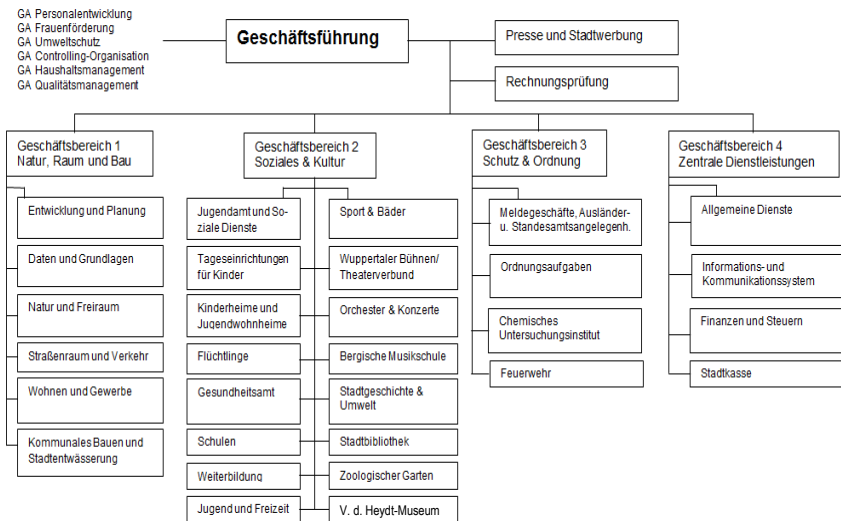 GA Personalentwicklung
GA Frauenförderung
GA Umweltschutz
GA Controlling-Organisation
GA Haushaltsmanagement
GA Qualitätsmanagement
Geschäftsführung
Presse und Stadtwerbung
Rechnungsprüfung
Geschäftsbereich 1
Natur, Raum und Bau
Entwicklung und Planung
Daten und Grundlagen
Natur und Freiraum
Straßenraum und Verkehr
Wohnen und Gewerbe
Kommunales Bauen und
Stadtentwässerung
Geschäftsbereich 2
Soziales & Kultur
Jugendamt und So-
ziale Dienste
Tageseinrichtungen
für Kinder
Kinderheime und
Jugendwohnheime
Flüchtlinge
Gesundheitsamt
Schulen
Weiterbildung
Jugend und Freizeit
Sport & Bäder
Wuppertaler Bühnen/
Theaterverbund
Orchester & Konzerte
Bergische Musikschule
Stadtgeschichte &
Umwelt
Stadtbibliothek
Zoologischer Garten
V. d. Heydt-Museum
Geschäftsbereich 3
Schutz & Ordnung
Meldegeschäfte, Ausländer-
u. Standesamtsangelegenh.
Ordnungsaufgaben
Chemisches
Untersuchungsinstitut
Feuerwehr
Geschäftsbereich 4
Zentrale Dienstleistungen
Allgemeine Dienste
Informations- und
Kommunikationssystem
Finanzen und Steuern
Stadtkasse